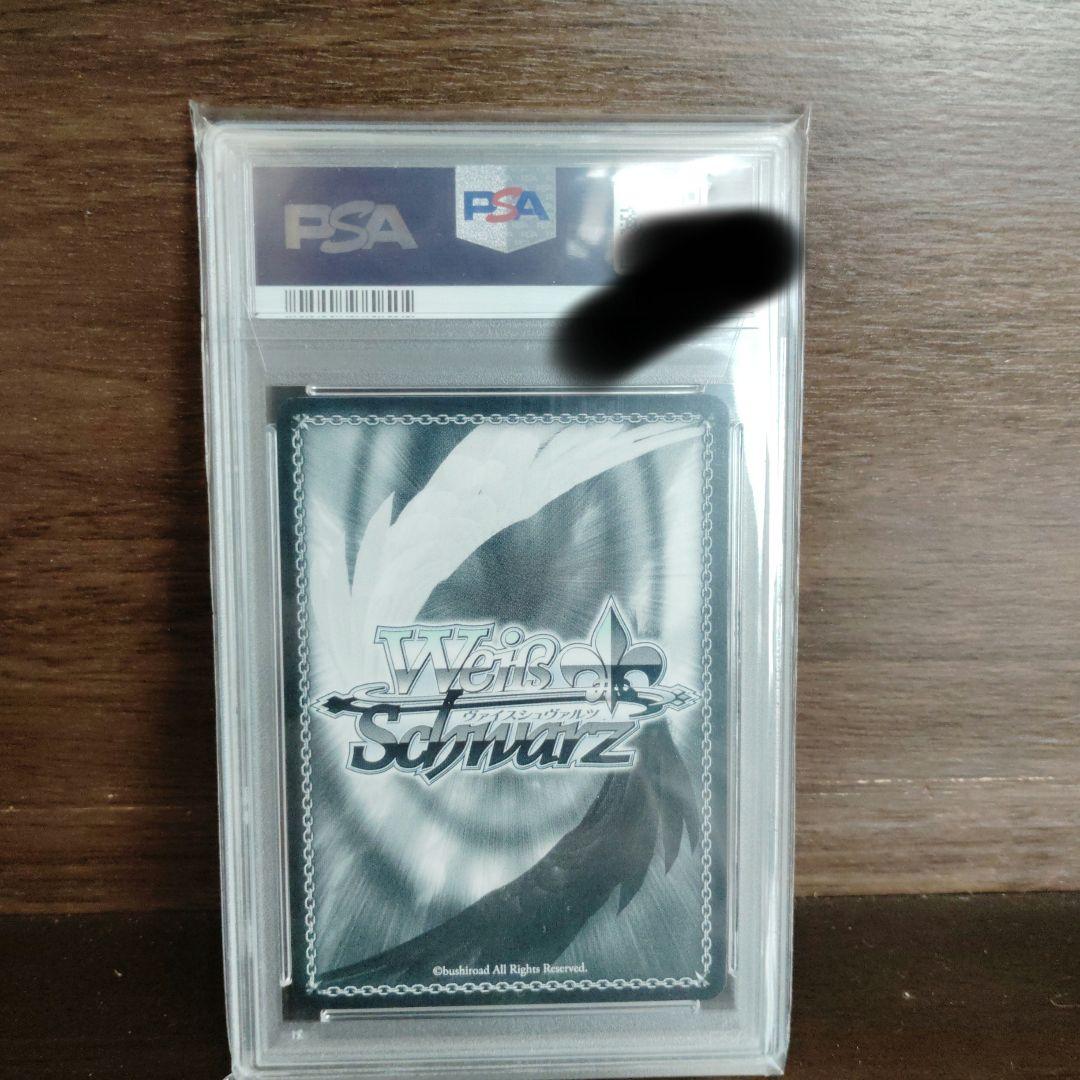 PSA
PSA
Weiß
ヴァイスシュヴァルツ
Schwarz
©bushiroad All Rights Reserved.